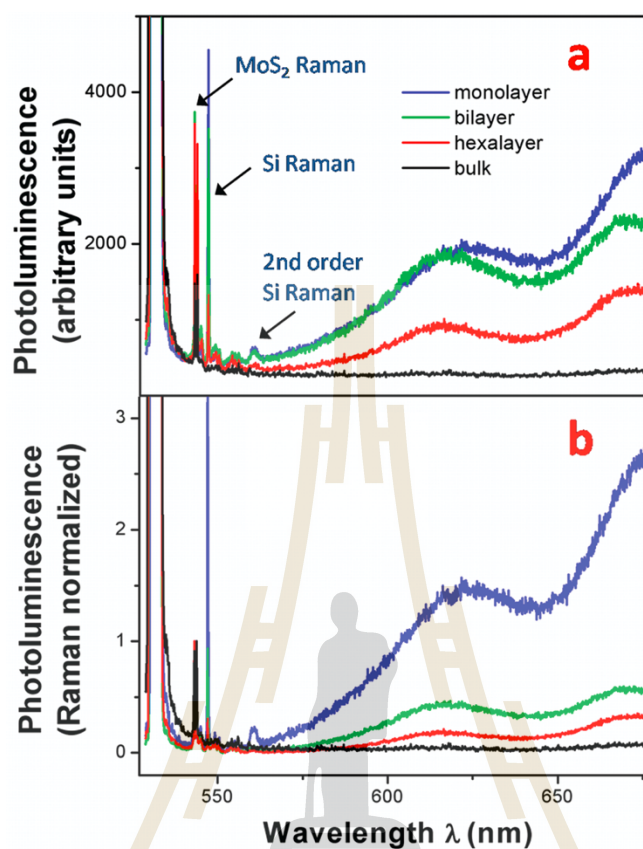 a
MoS₂ Raman
Si Raman
2nd order
Si Raman
monolayer
bilayer
hexalayer
bulk
4000
2000
Photoluminescence
(arbitrary units)
b
3
2
1
0
Photoluminescence
(Raman normalized)
550
600
650
Wavelength λ (nm)